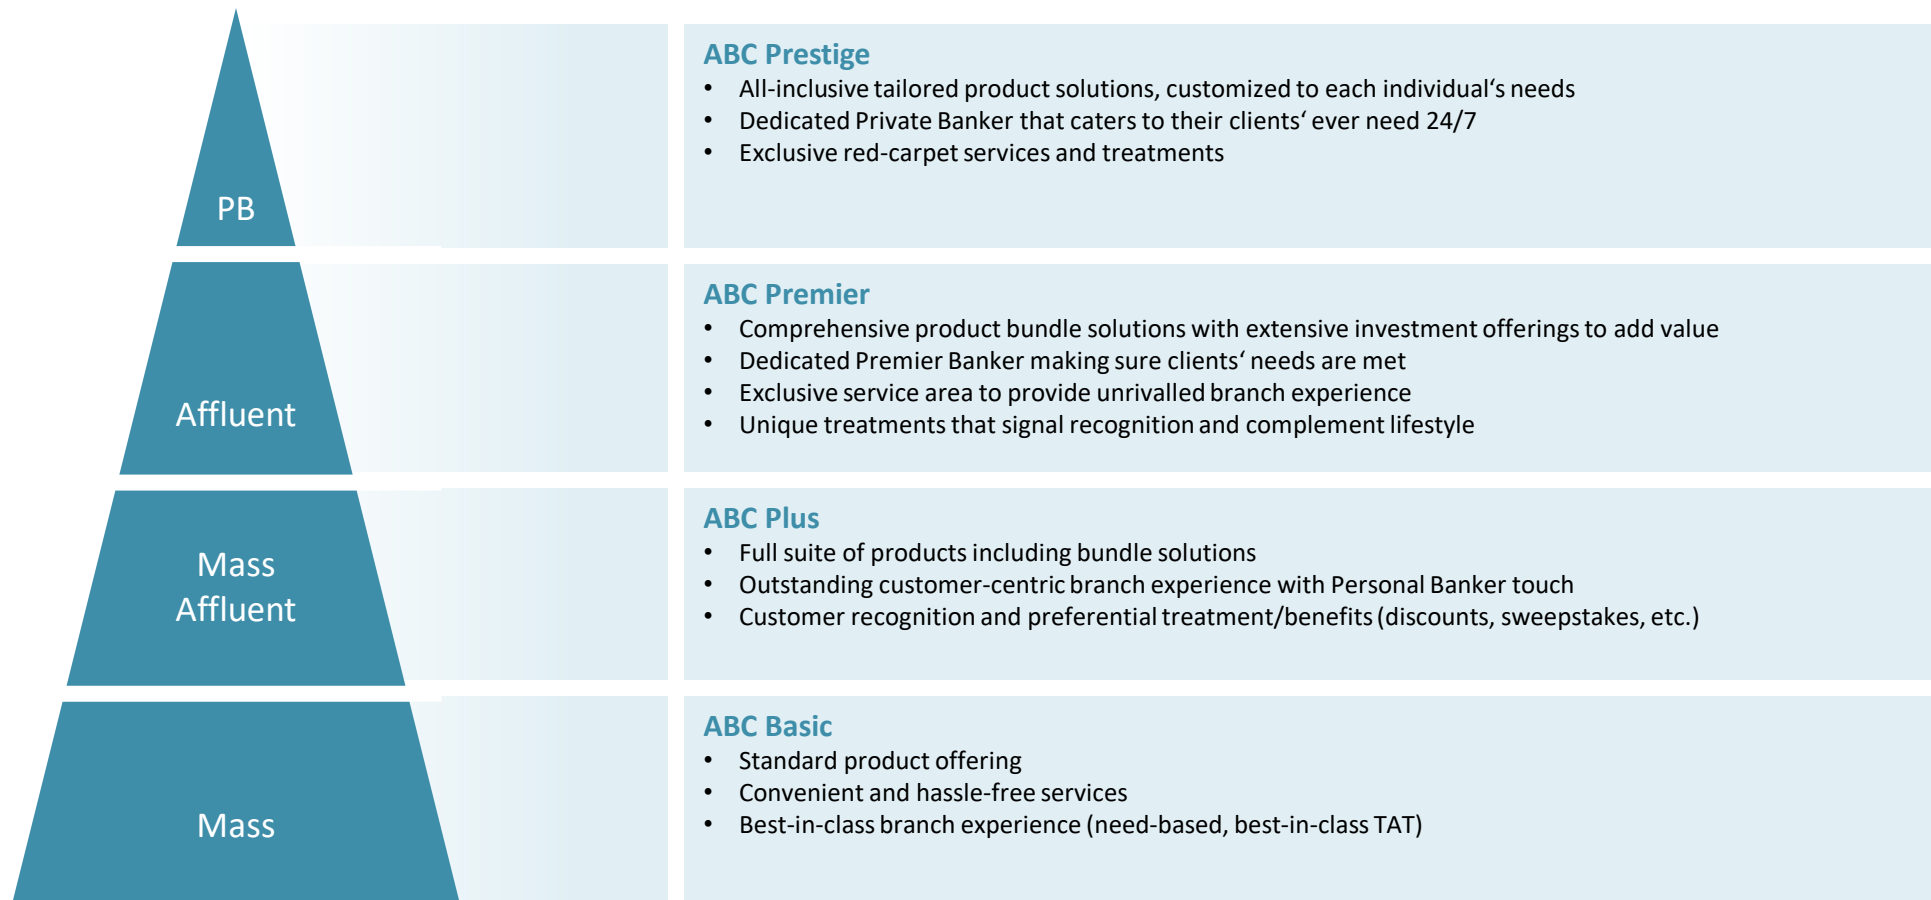 PB
ABC Prestige
• All-inclusive tailored product solutions, customized to each individual‘s needs
• Dedicated Private Banker that caters to their clients‘ ever need 24/7
• Exclusive red-carpet services and treatments
Affluent
ABC Premier
• Comprehensive product bundle solutions with extensive investment offerings to add value
• Dedicated Premier Banker making sure clients‘ needs are met
• Exclusive service area to provide unrivalled branch experience
• Unique treatments that signal recognition and complement lifestyle
Mass
Affluent
ABC Plus
• Full suite of products including bundle solutions
• Outstanding customer-centric branch experience with Personal Banker touch
• Customer recognition and preferential treatment/benefits (discounts, sweepstakes, etc.)
Mass
ABC Basic
• Standard product offering
• Convenient and hassle-free services
• Best-in-class branch experience (need-based, best-in-class TAT)